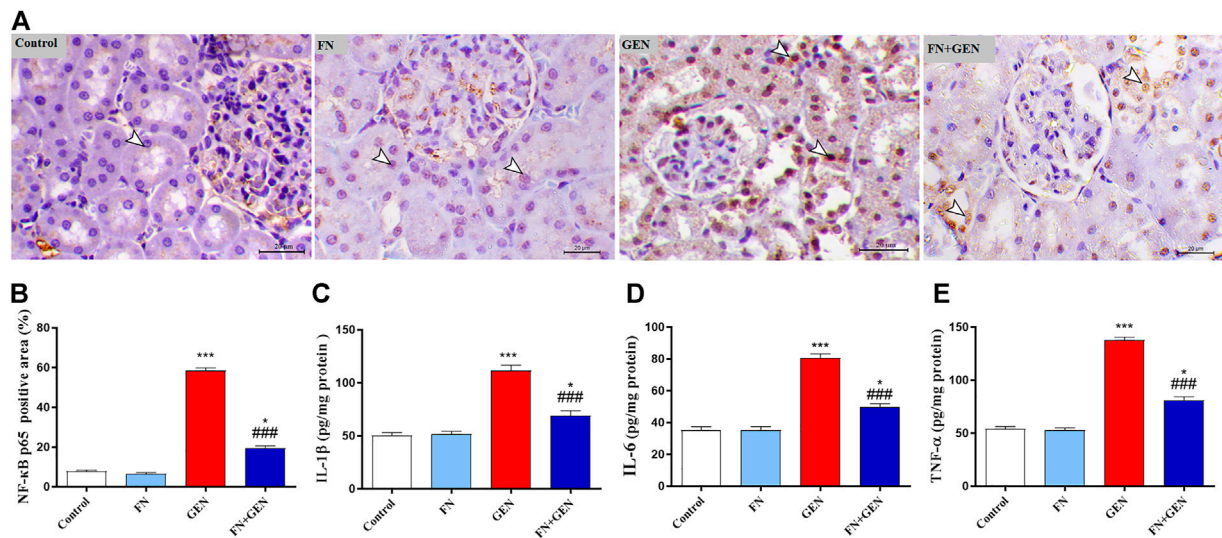 A
Control
FN
GEN
FN+GEN
20 µm
20 µm
20 µm
20 µm
B
NF-κB p65 positive area (%)
80
60
40
20
0
***
*
###
Control
FN
GEN
FN+GEN
C
IL-1β (pg/mg protein)
150
100
50
0
***
*
###
Control
FN
GEN
FN+GEN
D
IL-6 (pg/mg protein)
100
80
60
40
20
0
***
*
###
Control
FN
GEN
FN+GEN
E
TNF-α (pg/mg protein)
150
100
50
0
***
*
###
Control
FN
GEN
FN+GEN